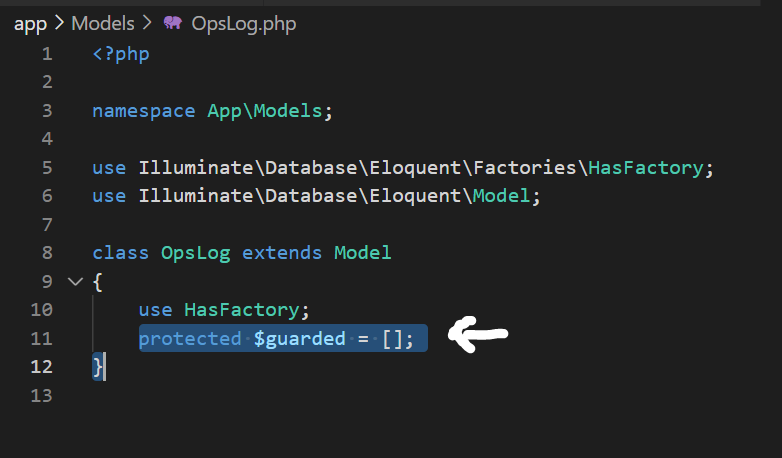 app > Models > OpsLog.php
1 <?php
2
3 namespace App\Models;
4
5 use Illuminate\Database\Eloquent\Factories\HasFactory;
6 use Illuminate\Database\Eloquent\Model;
7
8 class OpsLog extends Model
9 {
10 use HasFactory;
11 protected $guarded = [];
12 }
13